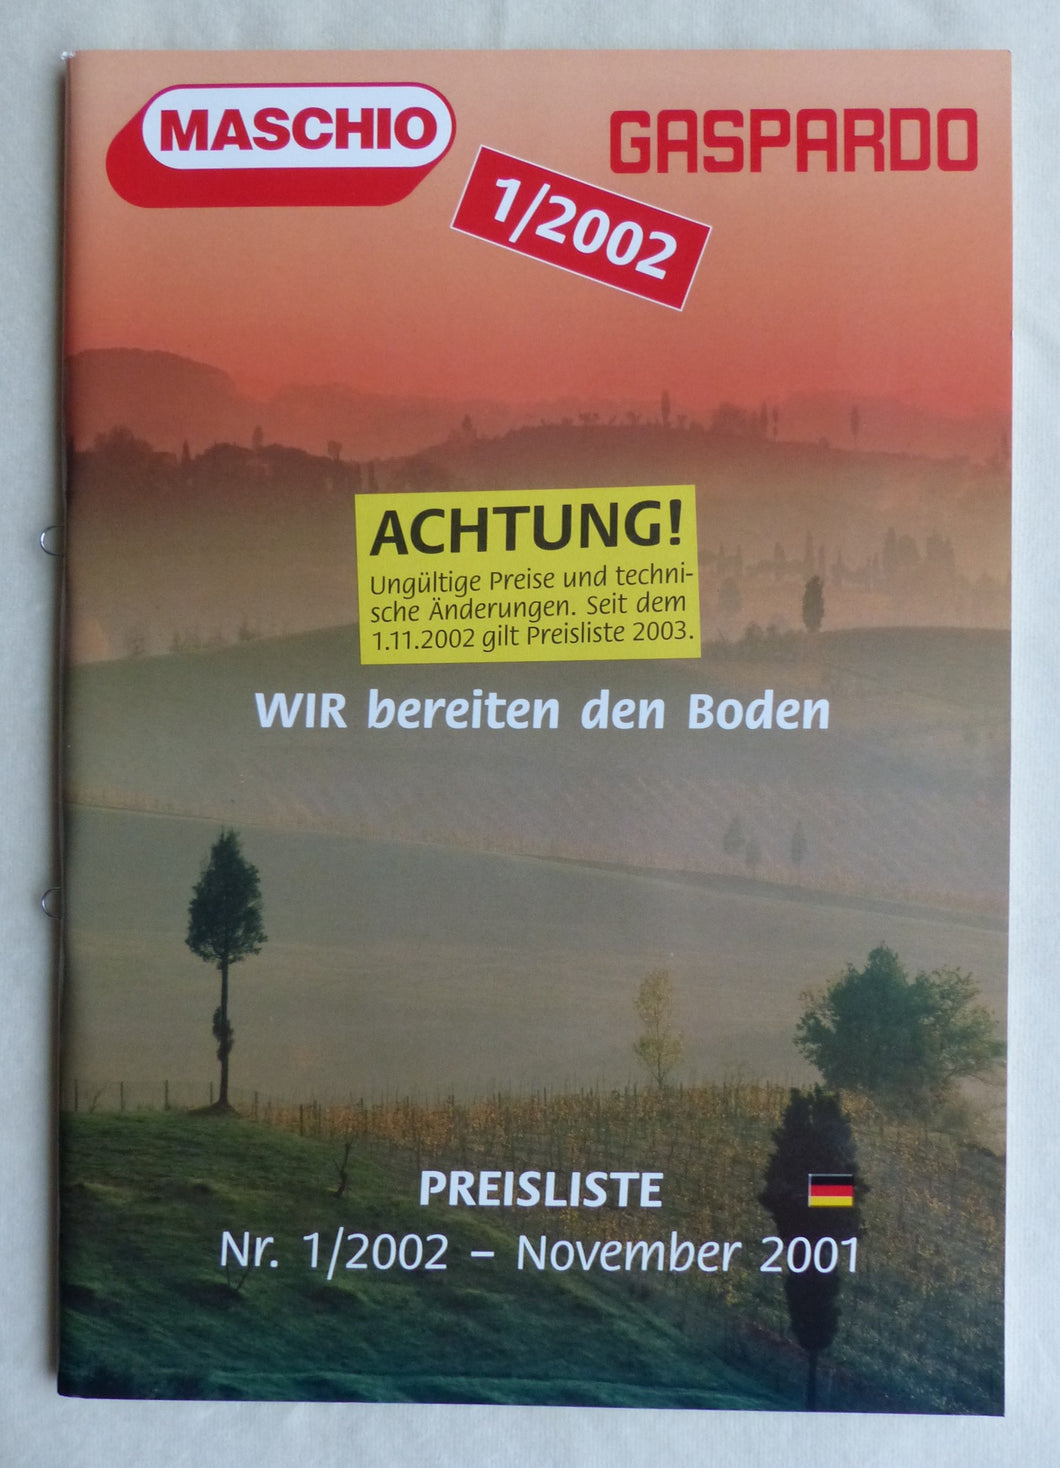 MASCHIO
GASPARDO
1/2002
ACHTUNG!
Ungültige Preise und techni-
sche Änderungen. Seit dem
1.11.2002 gilt Preisliste 2003.
WIR bereiten den Boden
PREISLISTE
Nr. 1/2002 – November 2001